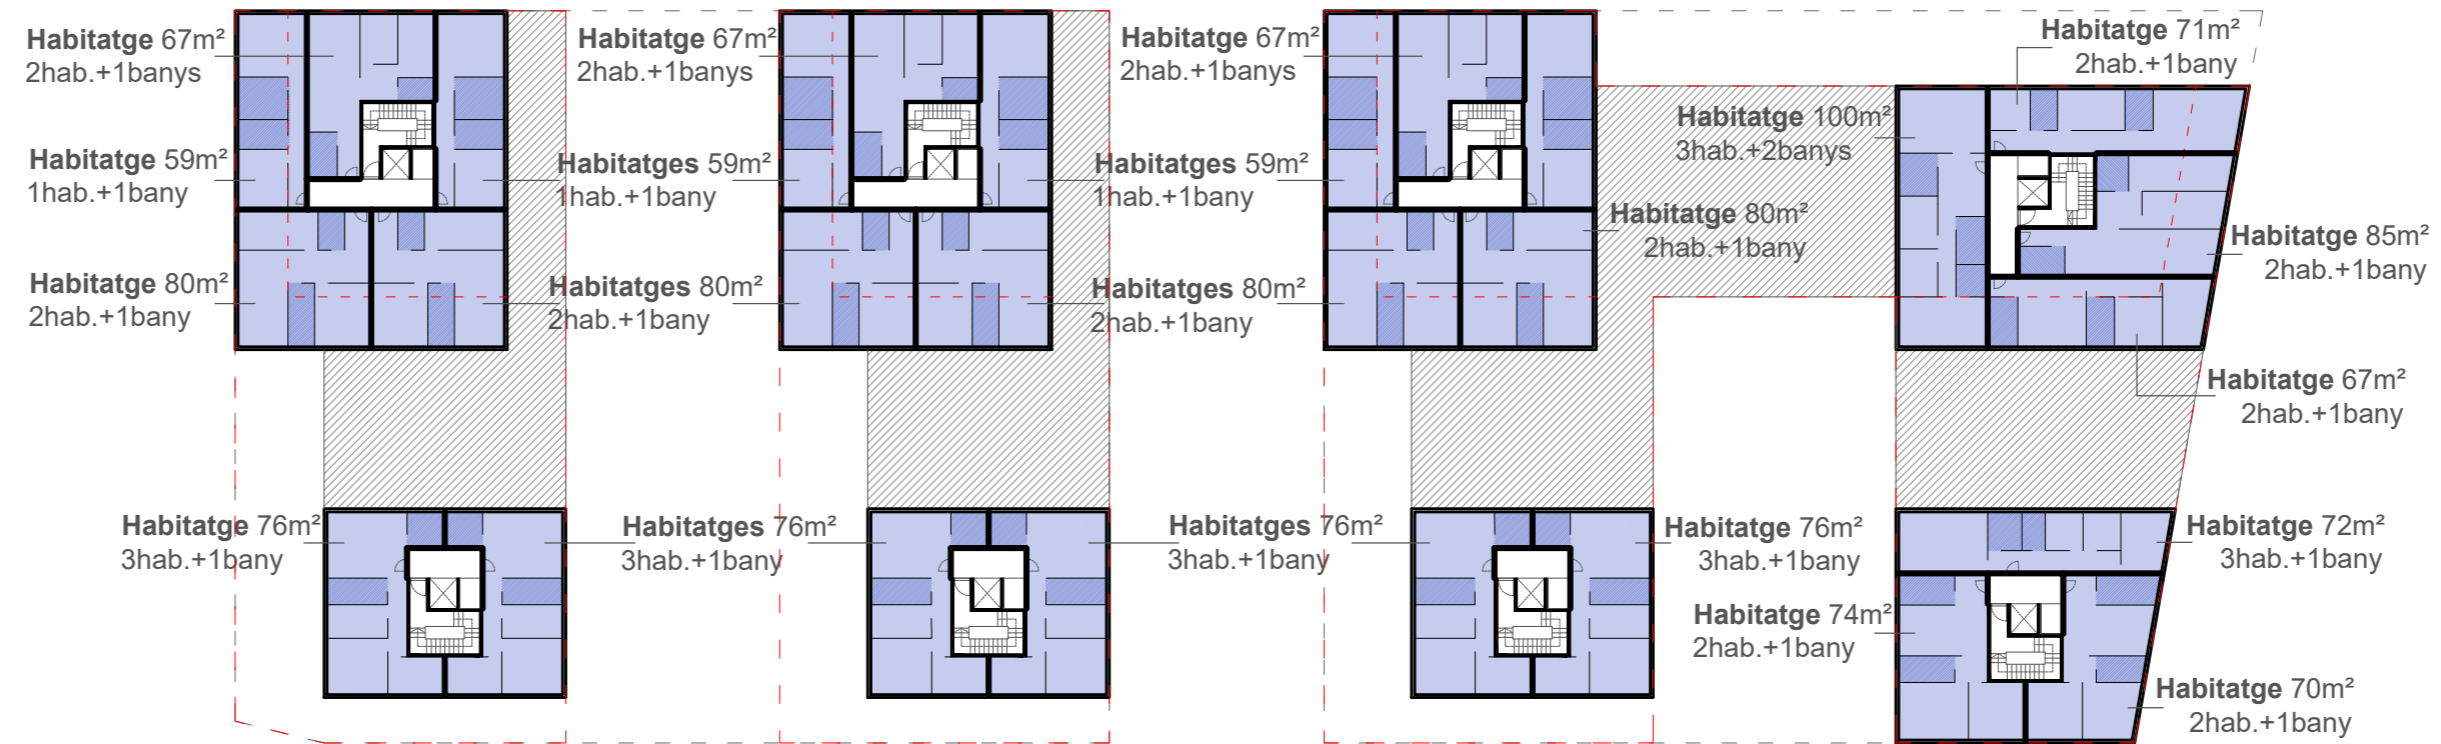 Habitatge 67m²
2hab.+1banys
Habitatge 67m²
2hab.+1banys
Habitatge 67m²
2hab.+1banys
Habitatge 71m²
2hab.+1bany
Habitatge 100m²
3hab.+2banys
Habitatge 59m²
1hab.+1bany
Habitatges 59m²
1hab.+1bany
Habitatges 59m²
1hab.+1bany
Habitatge 80m²
2hab.+1bany
Habitatge 85m²
2hab.+1bany
Habitatge 80m²
2hab.+1bany
Habitatges 80m²
2hab.+1bany
Habitatges 80m²
2hab.+1bany
Habitatge 67m²
2hab.+1bany
Habitatge 76m²
3hab.+1bany
Habitatges 76m²
3hab.+1bany
Habitatges 76m²
3hab.+1bany
Habitatge 76m²
3hab.+1bany
Habitatge 72m²
3hab.+1bany
Habitatge 74m²
2hab.+1bany
Habitatge 70m²
2hab.+1bany